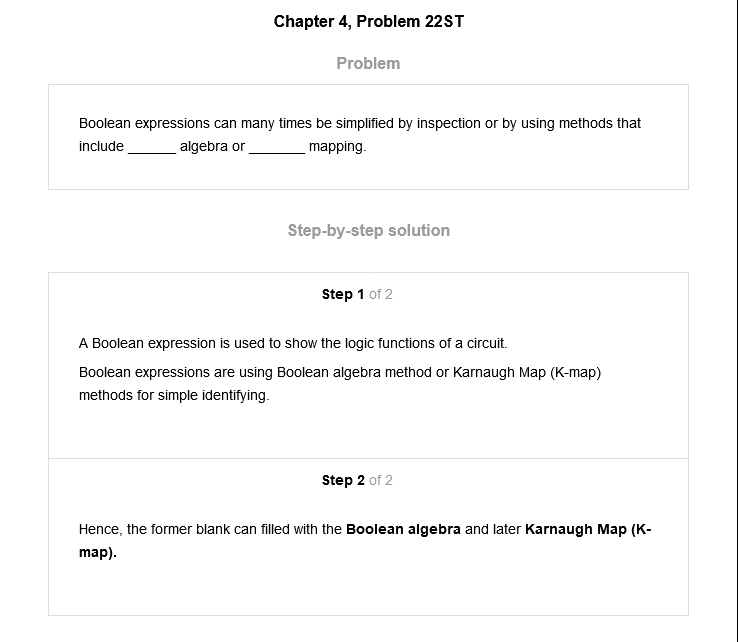 Chapter 4, Problem 22ST
Problem
Boolean expressions can many times be simplified by inspection or by using methods that
include ______ algebra or _______ mapping.
Step-by-step solution
Step 1 of 2
A Boolean expression is used to show the logic functions of a circuit.
Boolean expressions are using Boolean algebra method or Karnaugh Map (K-map)
methods for simple identifying.
Step 2 of 2
Hence, the former blank can filled with the Boolean algebra and later Karnaugh Map (K-
map).